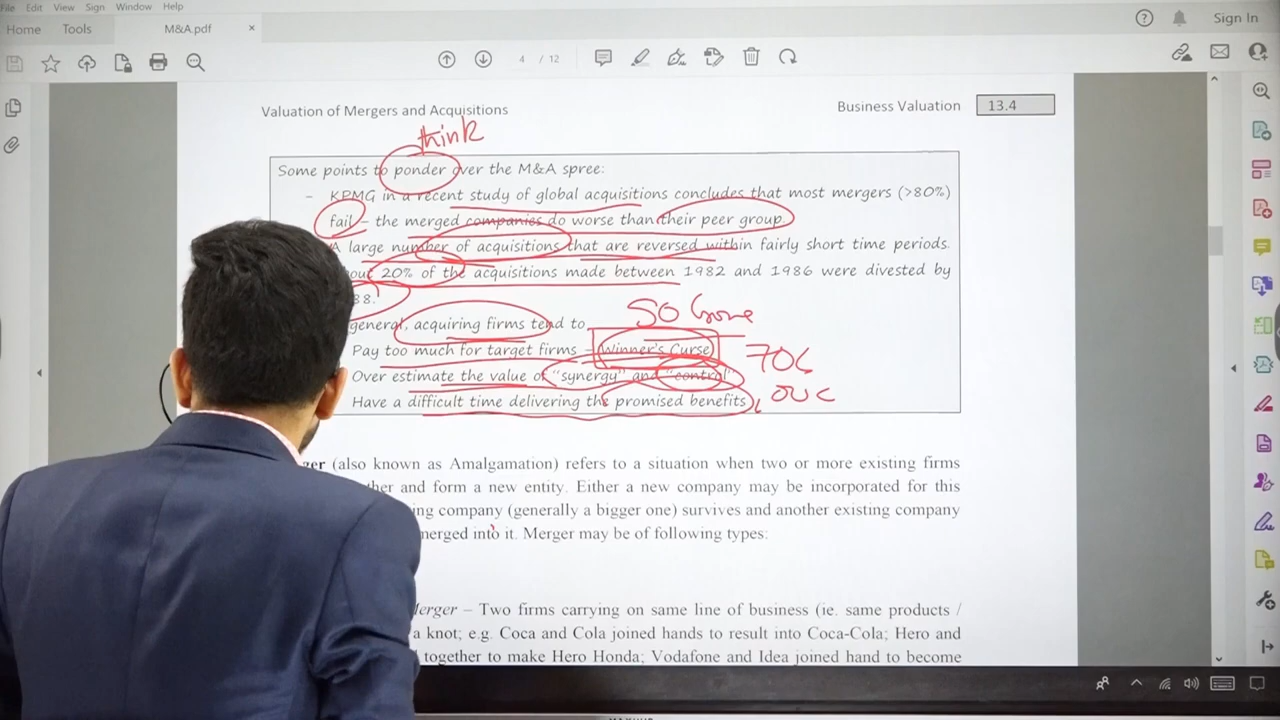 File Edit View Sign Window Help
Home Tools M&A.pdf × Sign In
4 / 12
Valuation of Mergers and Acquisitions Business Valuation 13.4
think
Some points to ponder over the M&A spree:
- KPMG in a recent study of global acquisitions concludes that most mergers (>80%)
fail – the merged companies do worse than their peer group.
A large number of acquisitions that are reversed within fairly short time periods.
20% of the acquisitions made between 1982 and 1986 were divested by
88.
general, acquiring firms tend to
50
Pay too much for target firms – Winner's Curse)
70
Over estimate the value of "synergy" and "control"
Have a difficult time delivering the promised benefits
(also known as Amalgamation) refers to a situation when two or more existing firms
and form a new entity. Either a new company may be incorporated for this
company (generally a bigger one) survives and another existing company
merged into it. Merger may be of following types:
Merger – Two firms carrying on same line of business (ie. same products /
a knot; e.g. Coca and Cola joined hands to result into Coca-Cola; Hero and
together to make Hero Honda; Vodafone and Idea joined hand to become